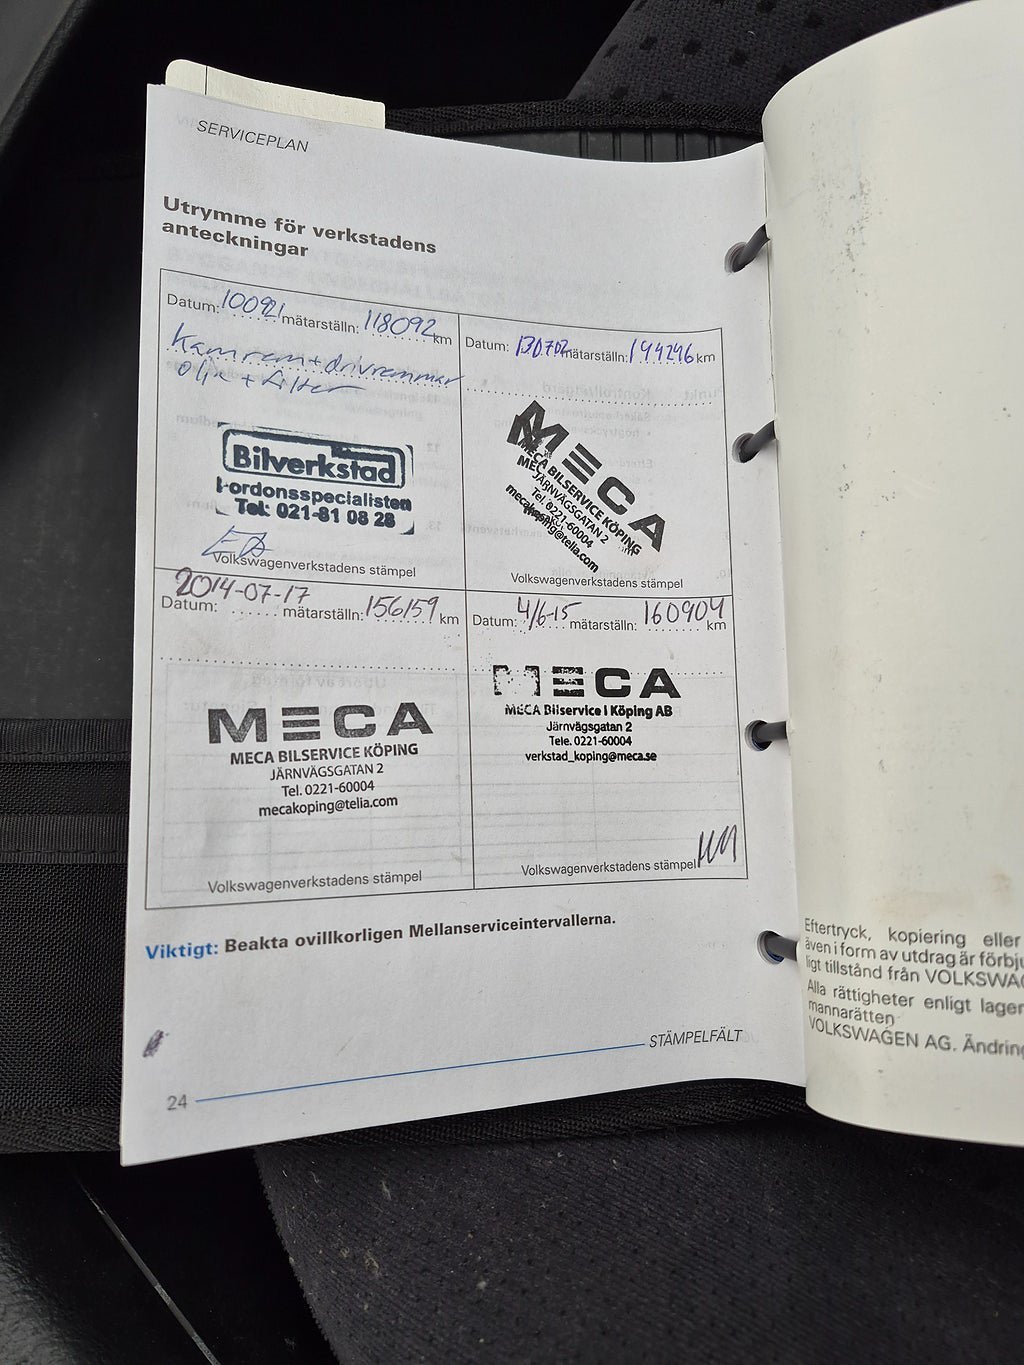 SERVICEPLAN
Utrymme för verkstadens
anteckningar
Datum: 100921 mätarställn: 118092 km
Kamrem + drivremmar
olja + filter
Bilverkstad
Fordonsspecialisten
Tel: 021-81 08 28
Volkswagenverkstadens stämpel
Datum: 130702 mätarställn: 144246 km
MECA
MECA BILSERVICE KÖPING
JÄRNVÄGSGATAN 2
Tel. 0221-60004
mecakoping@telia.com
Volkswagenverkstadens stämpel
2014-07-17
Datum: mätarställn: 156159 km
MECA
MECA BILSERVICE KÖPING
JÄRNVÄGSGATAN 2
Tel. 0221-60004
mecakoping@telia.com
Volkswagenverkstadens stämpel
Datum: 4/6-15 mätarställn: 160904 km
MECA
MECA Bilservice i Köping AB
Järnvägsgatan 2
Tele. 0221-60004
verkstad_koping@meca.se
Volkswagenverkstadens stämpel
Viktigt: Beakta ovillkorligen Mellanserviceintervallerna.
STÄMPELFÄLT
24
Eftertryck, kopiering eller
även i form av utdrag är förbju
ligt tillstånd från VOLKSWAG
Alla rättigheter enligt lagen
mannarätten
VOLKSWAGEN AG. Ändring